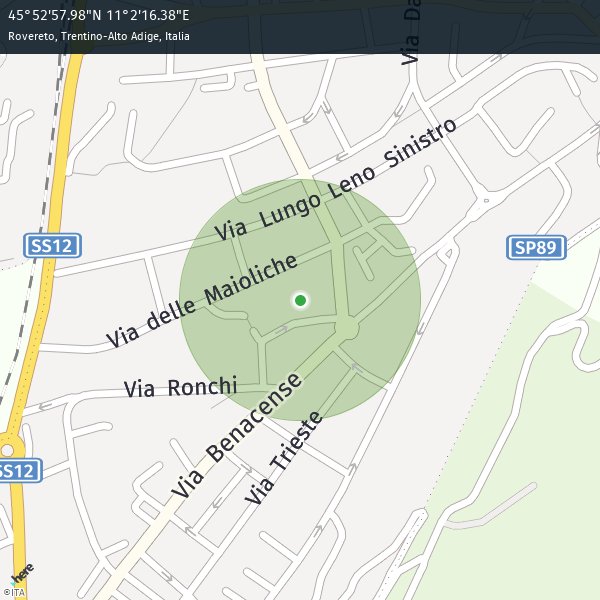 45°52'57.98"N 11°2'16.38"E
Rovereto, Trentino-Alto Adige, Italia
Via Da
Via Lungo Leno Sinistro
SS12
SP89
Via delle Maioliche
Via Ronchi
Via Benacense
Via Trieste
SS12
here
©ITA